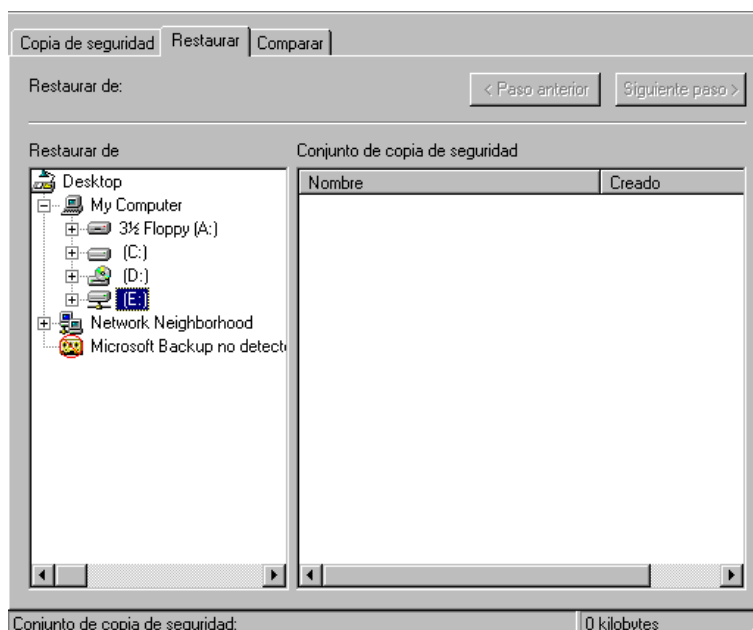 Copia de seguridad Restaurar Comparar
Restaurar de: < Paso anterior Siguiente paso >
Restaurar de Conjunto de copia de seguridad
Desktop Nombre Creado
My Computer
3½ Floppy (A:)
(C:)
(D:)
(E:)
Network Neighborhood
Microsoft Backup no
Conjunto de copia de seguridad: 0 kilobytes